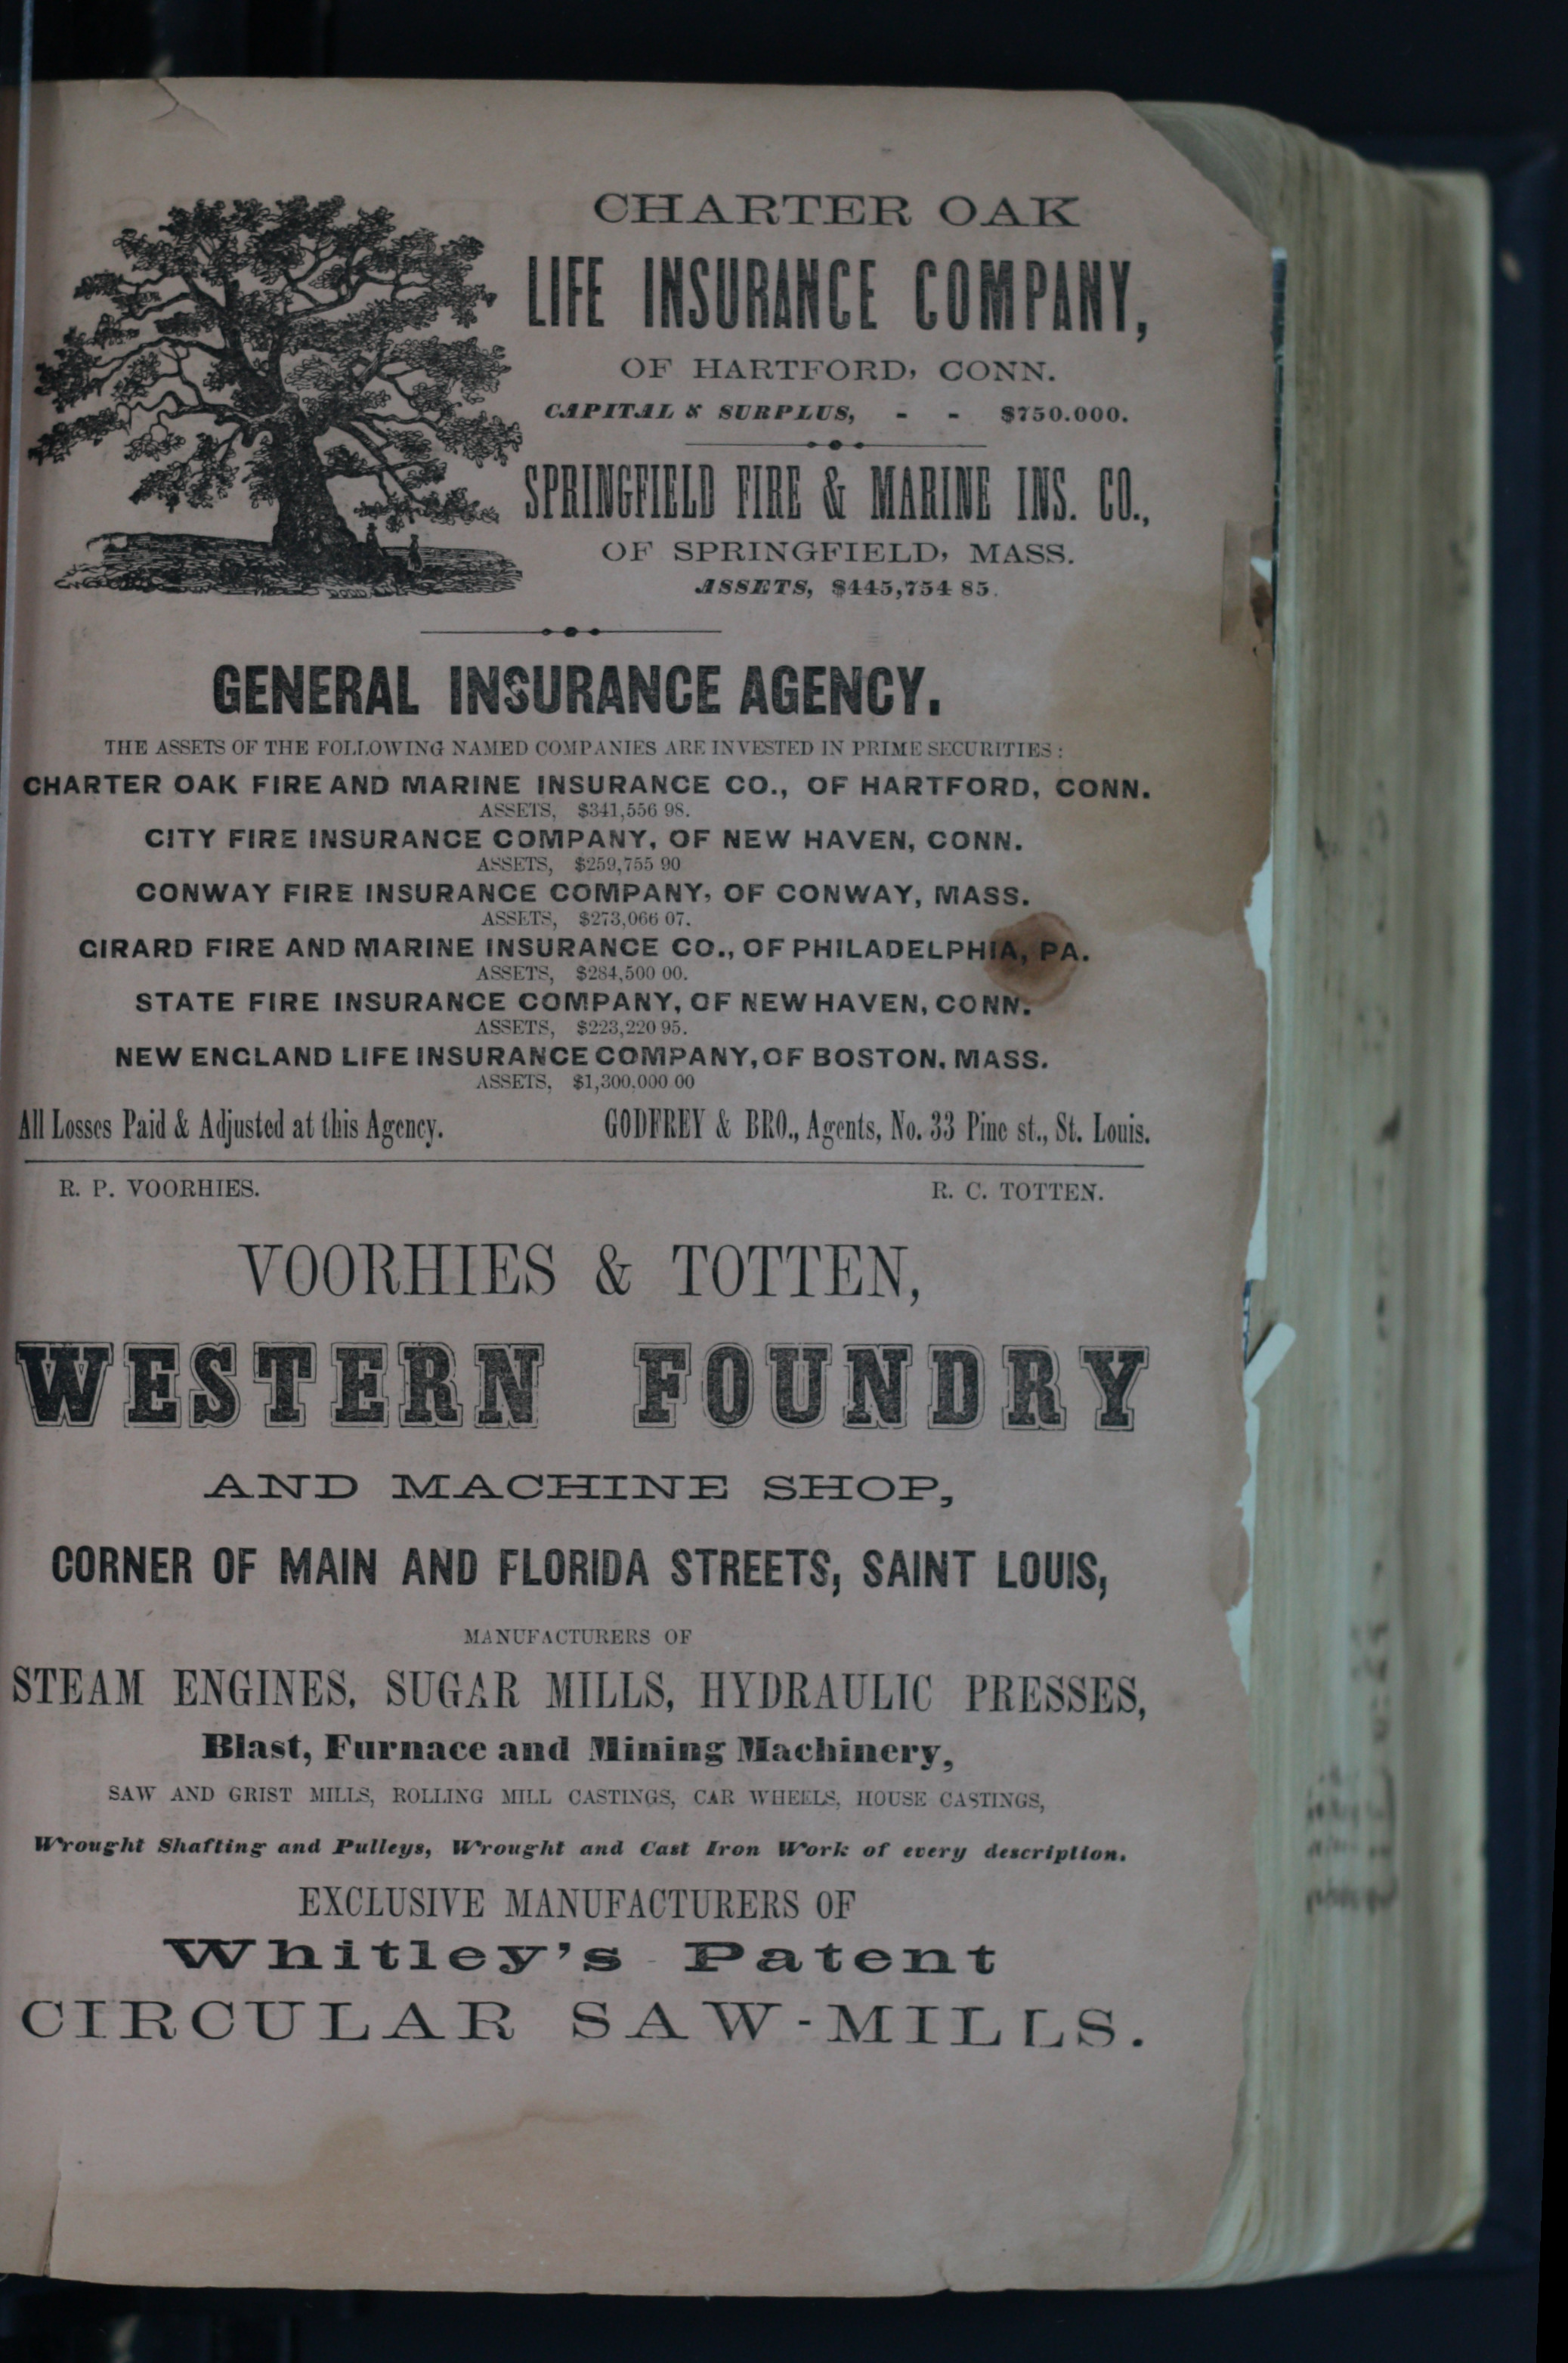 CHARTER OAK
LIFE INSURANCE COMPANY,
OF HARTFORD, CONN.
CAPITAL & SURPLUS, - - $750.000.
SPRINGFIELD FIRE & MARINE INS. CO.,
OF SPRINGFIELD, MASS.
ASSETS, $445,754 85.
GENERAL INSURANCE AGENCY.
THE ASSETS OF THE FOLLOWING NAMED COMPANIES ARE INVESTED IN PRIME SECURITIES:
CHARTER OAK FIRE AND MARINE INSURANCE CO., OF HARTFORD, CONN.
ASSETS, $341,556 98.
CITY FIRE INSURANCE COMPANY, OF NEW HAVEN, CONN.
ASSETS, $259,755 90
CONWAY FIRE INSURANCE COMPANY, OF CONWAY, MASS.
ASSETS, $273,066 07.
GIRARD FIRE AND MARINE INSURANCE CO., OF PHILADELPHIA, PA.
ASSETS, $284,500 00.
STATE FIRE INSURANCE COMPANY, OF NEW HAVEN, CONN.
ASSETS, $223,220 95.
NEW ENGLAND LIFE INSURANCE COMPANY, OF BOSTON, MASS.
ASSETS, $1,300,000 00
All Losses Paid & Adjusted at this Agency. GODFREY & BRO., Agents, No. 33 Pine st., St. Louis.
R. P. VOORHIES. R. C. TOTTEN.
VOORHIES & TOTTEN,
WESTERN FOUNDRY
AND MACHINE SHOP,
CORNER OF MAIN AND FLORIDA STREETS, SAINT LOUIS,
MANUFACTURERS OF
STEAM ENGINES, SUGAR MILLS, HYDRAULIC PRESSES,
Blast, Furnace and Mining Machinery,
SAW AND GRIST MILLS, ROLLING MILL CASTINGS, CAR WHEELS, HOUSE CASTINGS,
Wrought Shafting and Pulleys, Wrought and Cast Iron Work of every description.
EXCLUSIVE MANUFACTURERS OF
Whitley's Patent
CIRCULAR SAW-MILLS.